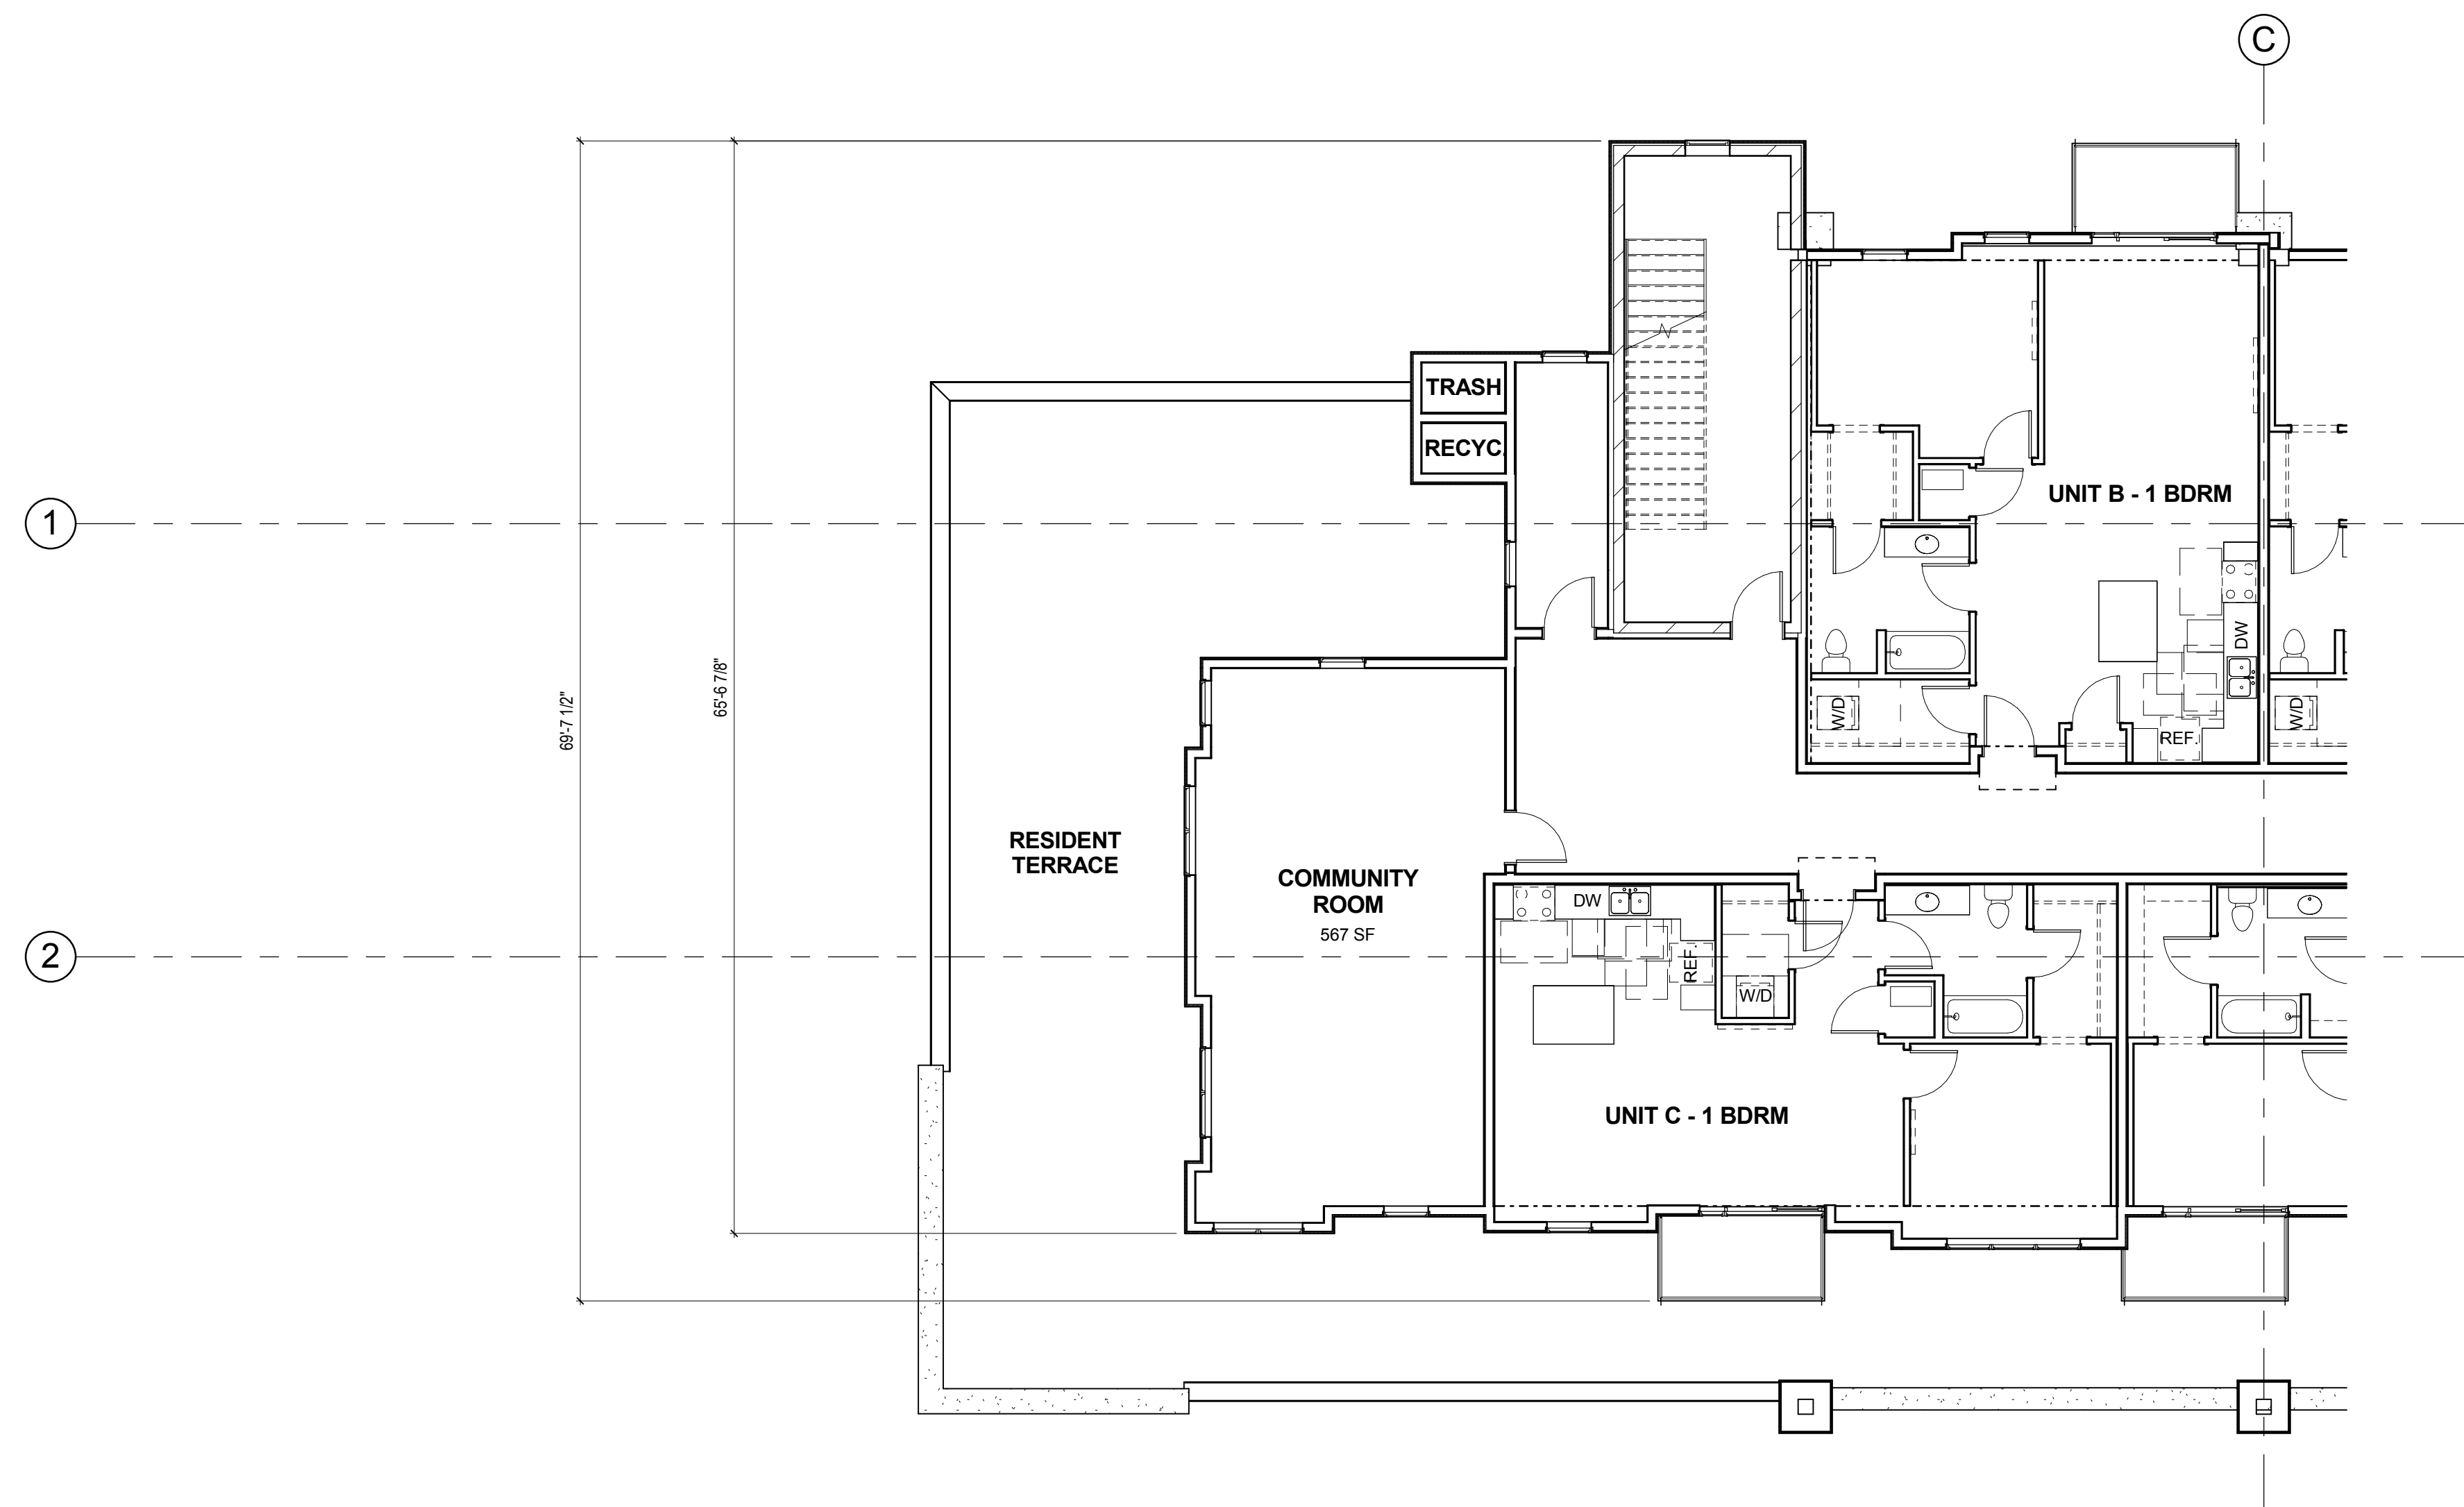 C
TRASH
RECYC.
UNIT B - 1 BDRM
1
DW
W/D
W/D
REF.
69'-7 1/2"
65'-6 7/8"
RESIDENT
TERRACE
COMMUNITY
ROOM
567 SF
DW
REF.
W/D
2
UNIT C - 1 BDRM